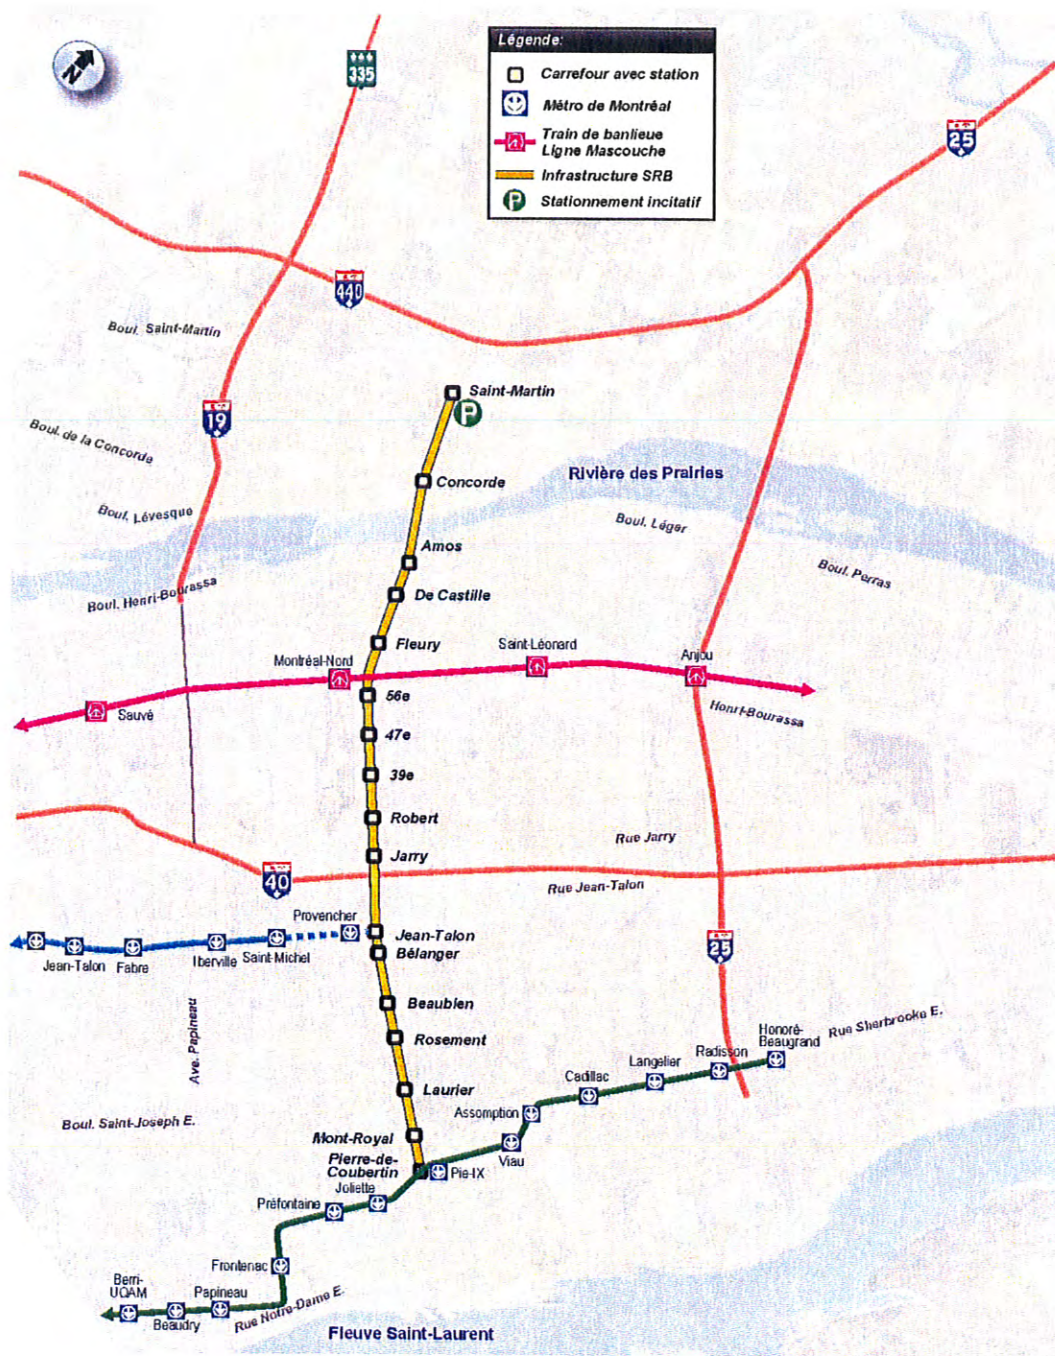 N
335
Légende:
Carrefour avec station
Métro de Montréal
Train de banlieue
Ligne Mascouche
Infrastructure SRB
P Stationnement incitatif
25
440
Boul. Saint-Martin
Saint-Martin
P
19
Boul. de la Concorde
Rivière des Prairies
Concorde
Boul. Lévesque
Boul. Léger
Amos
Boul. Perras
Boul. Henri-Bourassa
De Castille
Fleury
Saint-Léonard
Anjou
Montréal-Nord
56e
Henri-Bourassa
Sauvé
47e
39e
Robert
Rue Jarry
Jarry
40
Rue Jean-Talon
Provencher
Jean-Talon
Saint-Michel
Iberville
Fabre
Jean-Talon
Bélanger
25
Beaubien
Ave. Papineau
Rue Sherbrooke E.
Honoré-
Beaugrand
Rosement
Radisson
Langelier
Cadillac
Laurier
Assomption
Boul. Saint-Joseph E.
Mont-Royal
Viau
Pierre-de-
Coubertin
Pie-IX
Joliette
Préfontaine
Frontenac
Berri-
UQAM
Papineau
Beaudry
Rue Notre-Dame E.
Fleuve Saint-Laurent